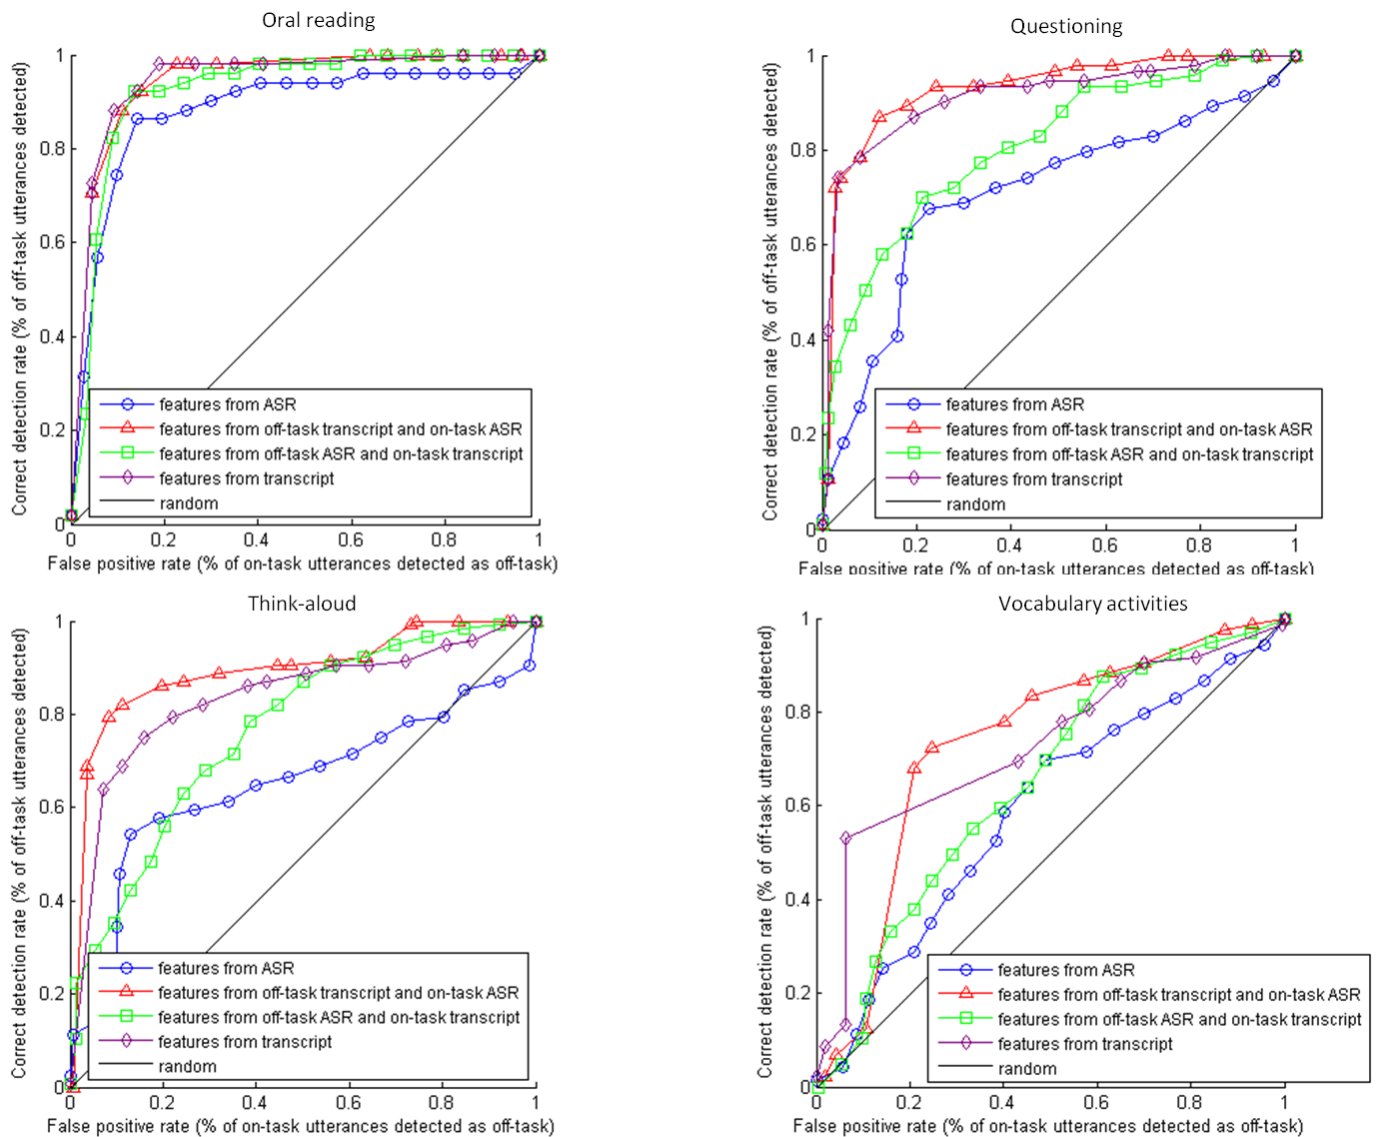 Oral reading
Correct detection rate (% of off-task utterances detected)
1
0.8
0.6
0.4
0.2
0
features from ASR
features from off-task transcript and on-task ASR
features from off-task ASR and on-task transcript
features from transcript
random
0 0.2 0.4 0.6 0.8 1
False positive rate (% of on-task utterances detected as off-task)
Questioning
Correct detection rate (% of off-task utterances detected)
1
0.8
0.6
0.4
0.2
0
features from ASR
features from off-task transcript and on-task ASR
features from off-task ASR and on-task transcript
features from transcript
random
0 0.2 0.4 0.6 0.8 1
False positive rate (% of on-task utterances detected as off-task)
Think-aloud
Correct detection rate (% of off-task utterances detected)
1
0.8
0.6
0.4
0.2
0
features from ASR
features from off-task transcript and on-task ASR
features from off-task ASR and on-task transcript
features from transcript
random
0 0.2 0.4 0.6 0.8 1
False positive rate (% of on-task utterances detected as off-task)
Vocabulary activities
Correct detection rate (% of off-task utterances detected)
1
0.8
0.6
0.4
0.2
0
features from ASR
features from off-task transcript and on-task ASR
features from off-task ASR and on-task transcript
features from transcript
random
0 0.2 0.4 0.6 0.8 1
False positive rate (% of on-task utterances detected as off-task)